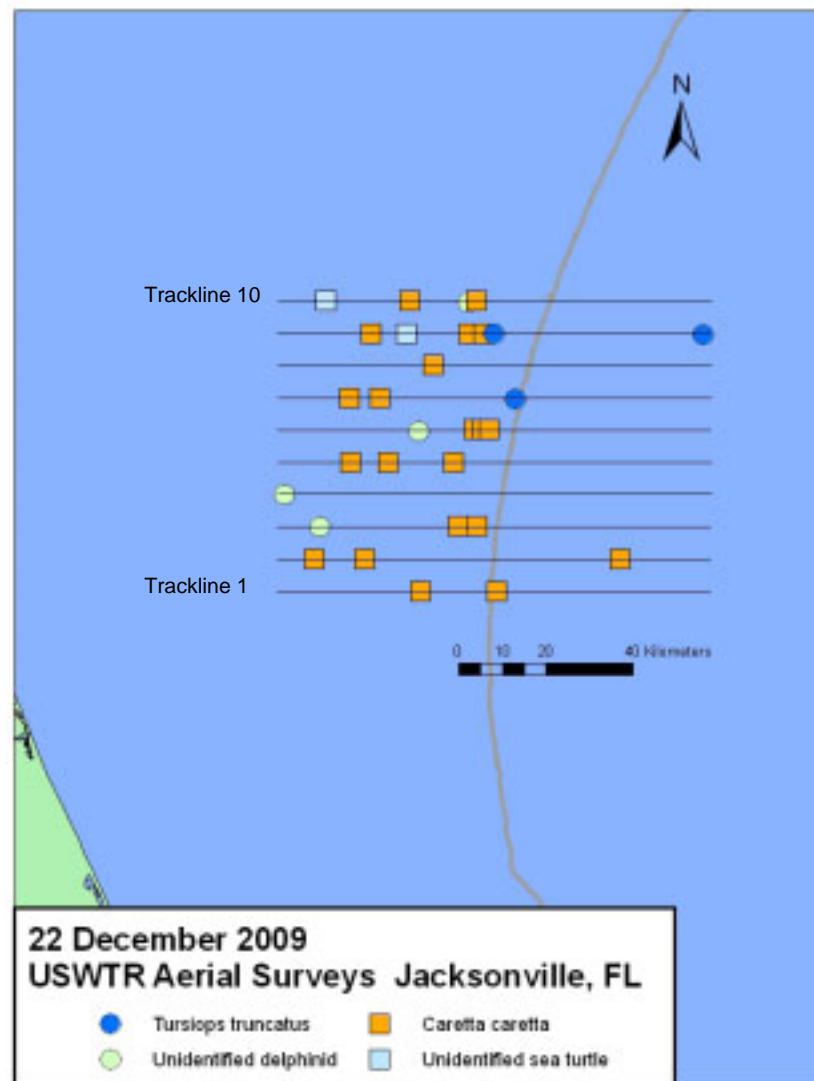 N
Trackline 10
Trackline 1
0 10 20 40 Kilometers
22 December 2009
USWTR Aerial Surveys Jacksonville, FL
Tursiops truncatus
Caretta caretta
Unidentified delphinid
Unidentified sea turtle